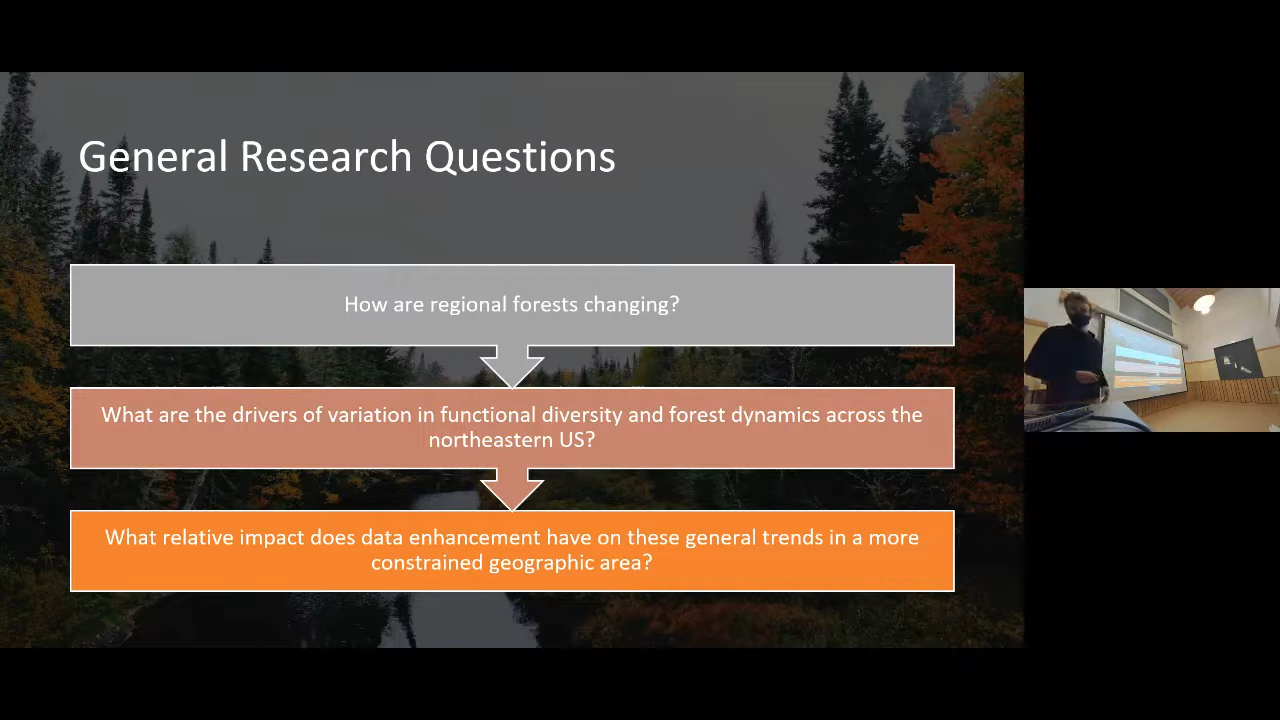 General Research Questions
How are regional forests changing?
What are the drivers of variation in functional diversity and forest dynamics across the
northeastern US?
What relative impact does data enhancement have on these general trends in a more
constrained geographic area?